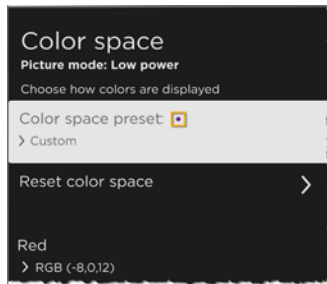 Color space
Picture mode: Low power
Choose how colors are displayed
Color space preset:
> Custom
Reset color space
Red
> RGB (-8,0,12)